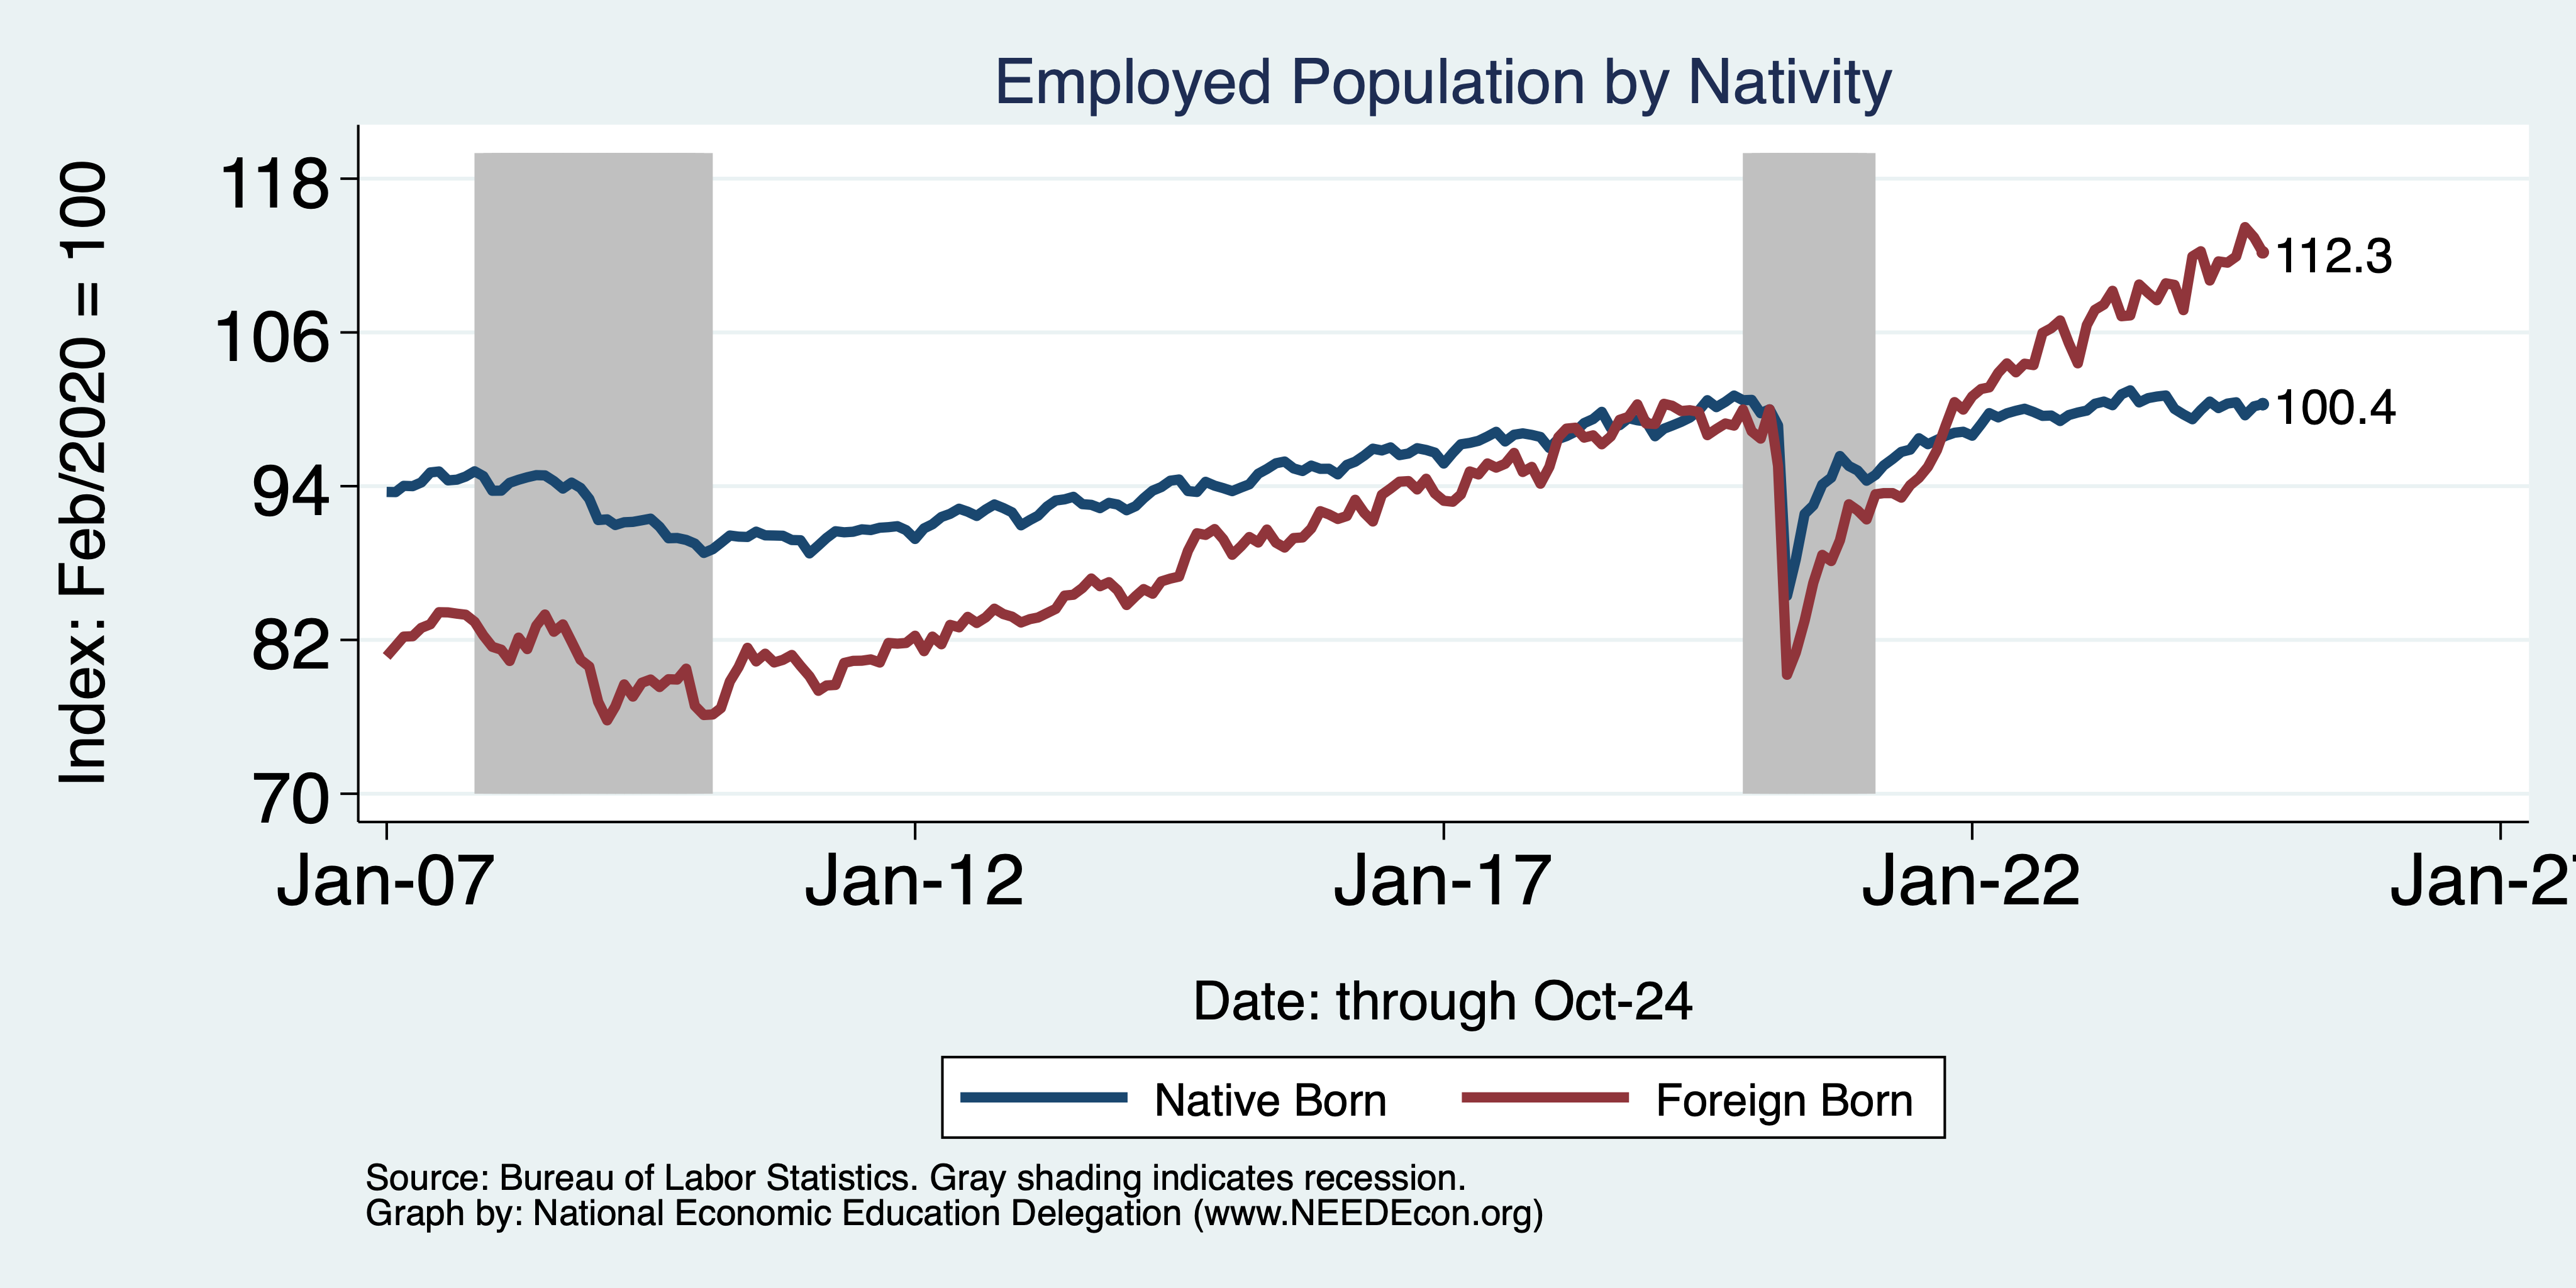 Employed Population by Nativity
Index: Feb/2020 = 100
118
106
94
82
70
112.3
100.4
Jan-07 Jan-12 Jan-17 Jan-22 Jan-2
Date: through Oct-24
Native Born Foreign Born
Source: Bureau of Labor Statistics. Gray shading indicates recession.
Graph by: National Economic Education Delegation (www.NEEDEcon.org)